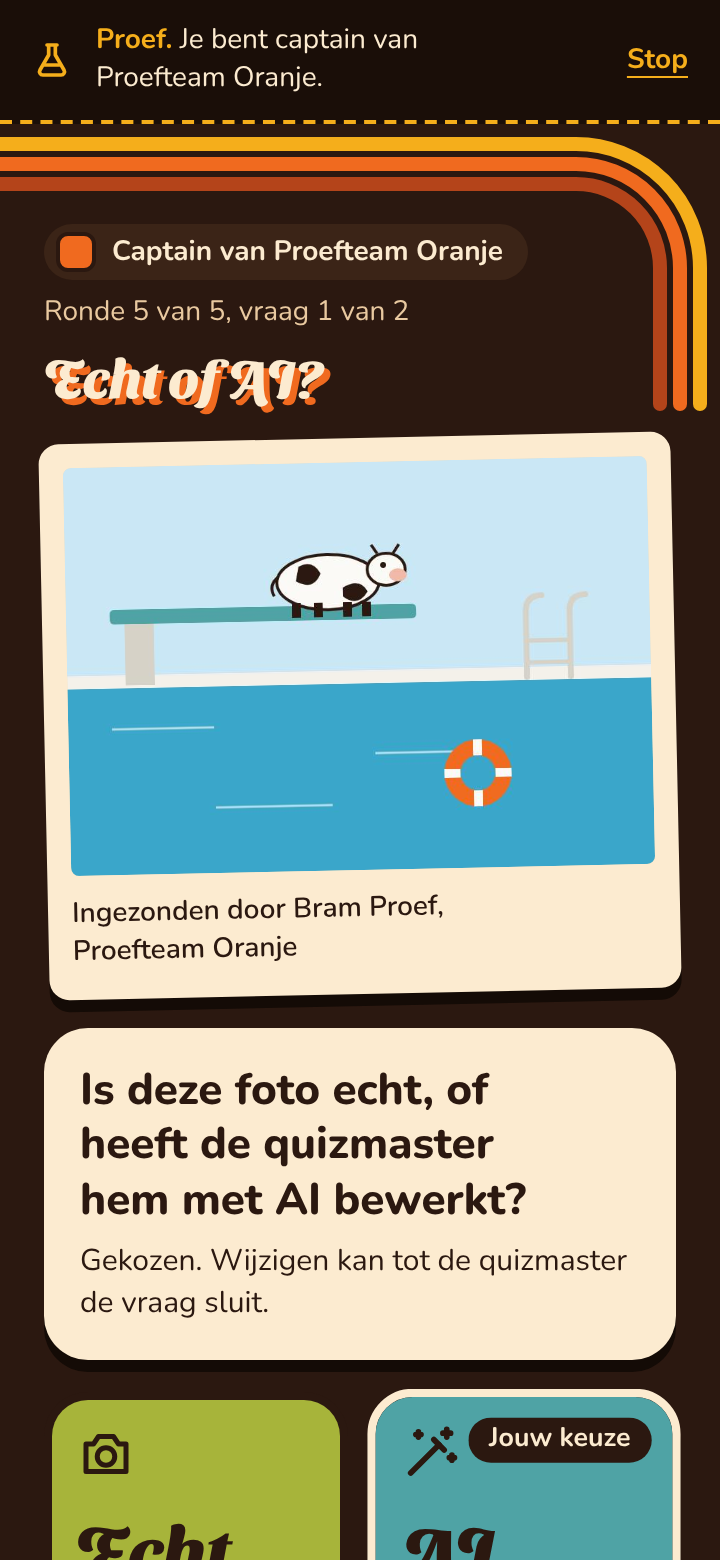 Proef. Je bent captain van
Proefteam Oranje.
Stop
Captain van Proefteam Oranje
Ronde 5 van 5, vraag 1 van 2
Echt of AI?
Ingezonden door Bram Proef,
Proefteam Oranje
Is deze foto echt, of
heeft de quizmaster
hem met AI bewerkt?
Gekozen. Wijzigen kan tot de quizmaster
de vraag sluit.
Jouw keuze
Echt
AI